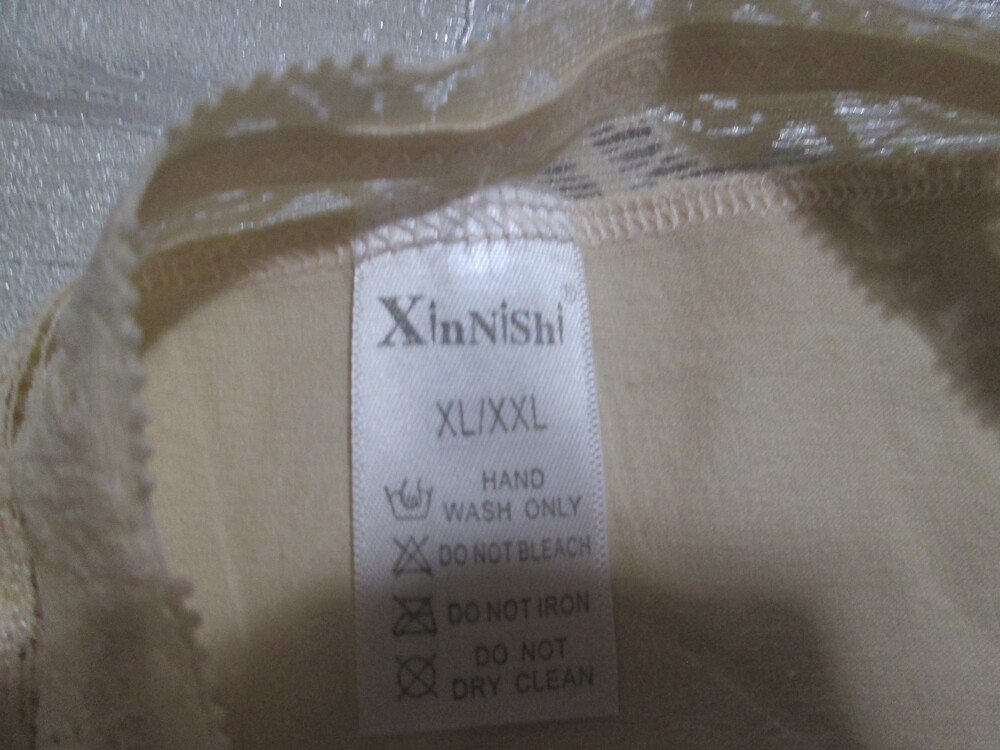 XinNiShi®
XL/XXL
HAND
WASH ONLY
DO NOT BLEACH
DO NOT IRON
DO NOT
DRY CLEAN